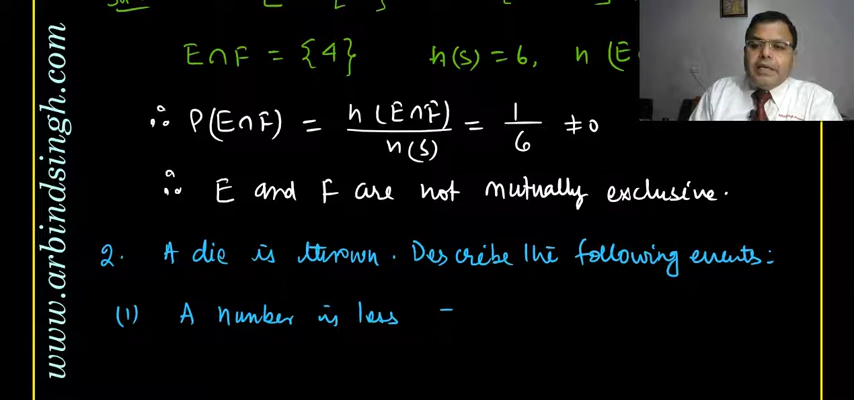 E∩F = {4}    n(S) = 6,    n (E
∴ P(E∩F) = n(E∩F)/n(S) = 1/6 ≠0
∴ E and F are not mutually exclusive.
2. A die is thrown. Describe the following events:
(1) A number is less
www.arbindsingh.com